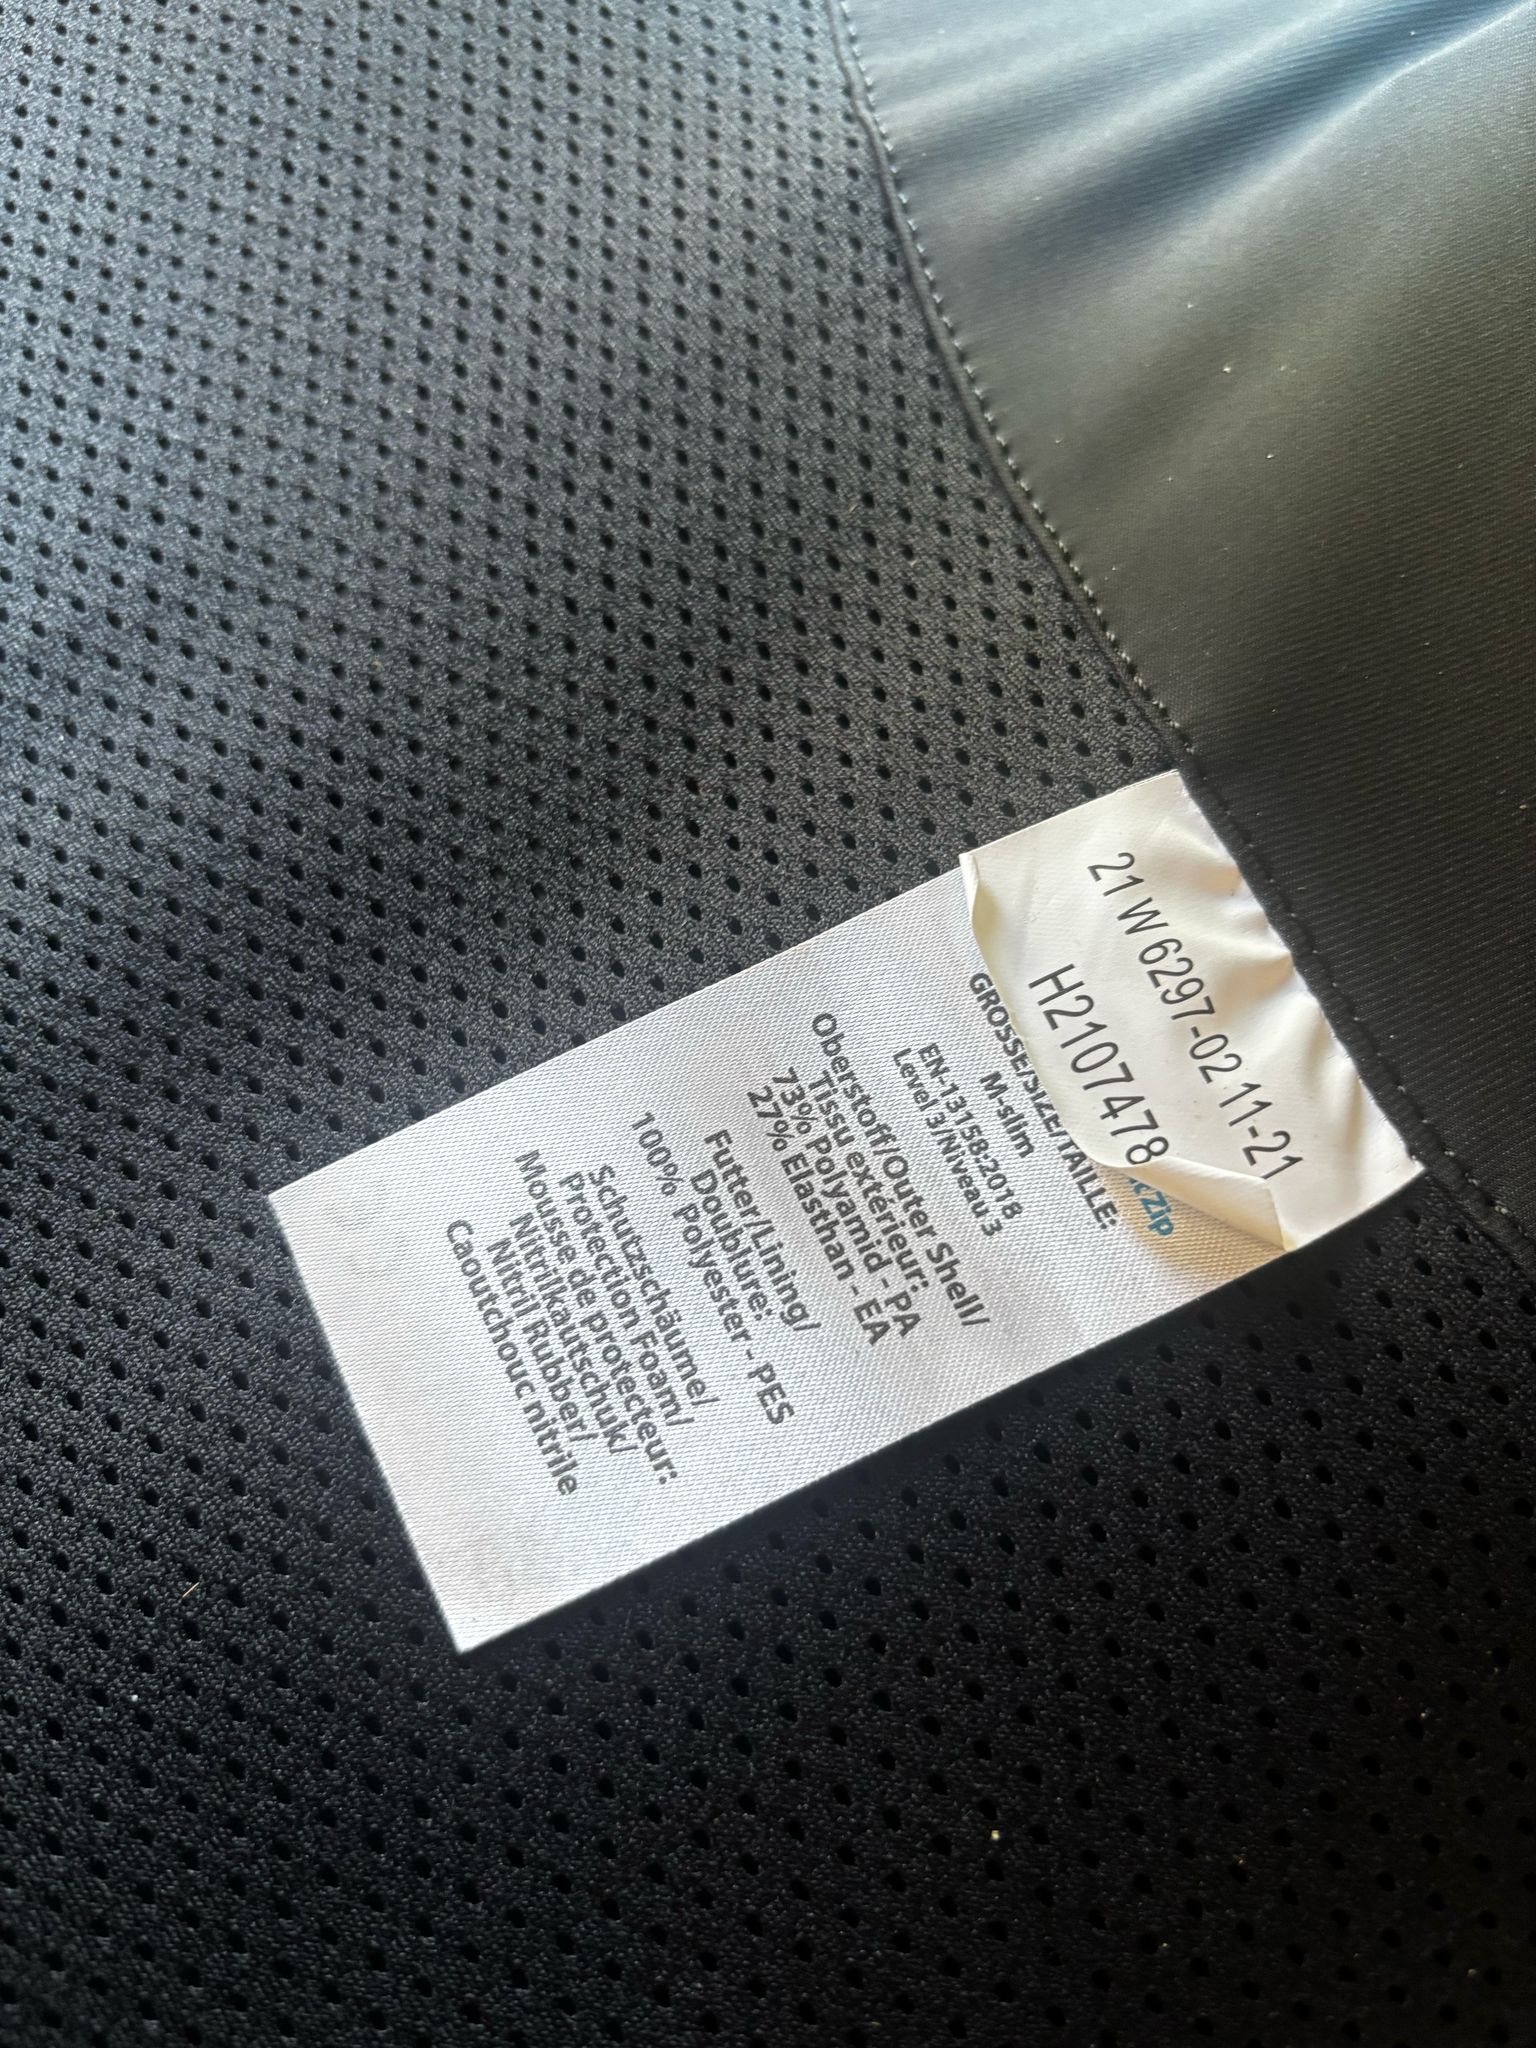 21 W 6297-02 11-21
H2107478
tZip
GRÖSSE/SIZE/TAILLE:
M-slim
EN-13158:2018
Level 3/Niveau 3
Oberstoff/Outer Shell/
Tissu extérieur:
73% Polyamid - PA
27% Elasthan - EA
Futter/Lining/
Doublure:
100% Polyester - PES
Schutzschäume/
Protection Foam/
Mousse de protecteur:
Nitrilkautschuk/
Nitril Rubber/
Caoutchouc nitrile